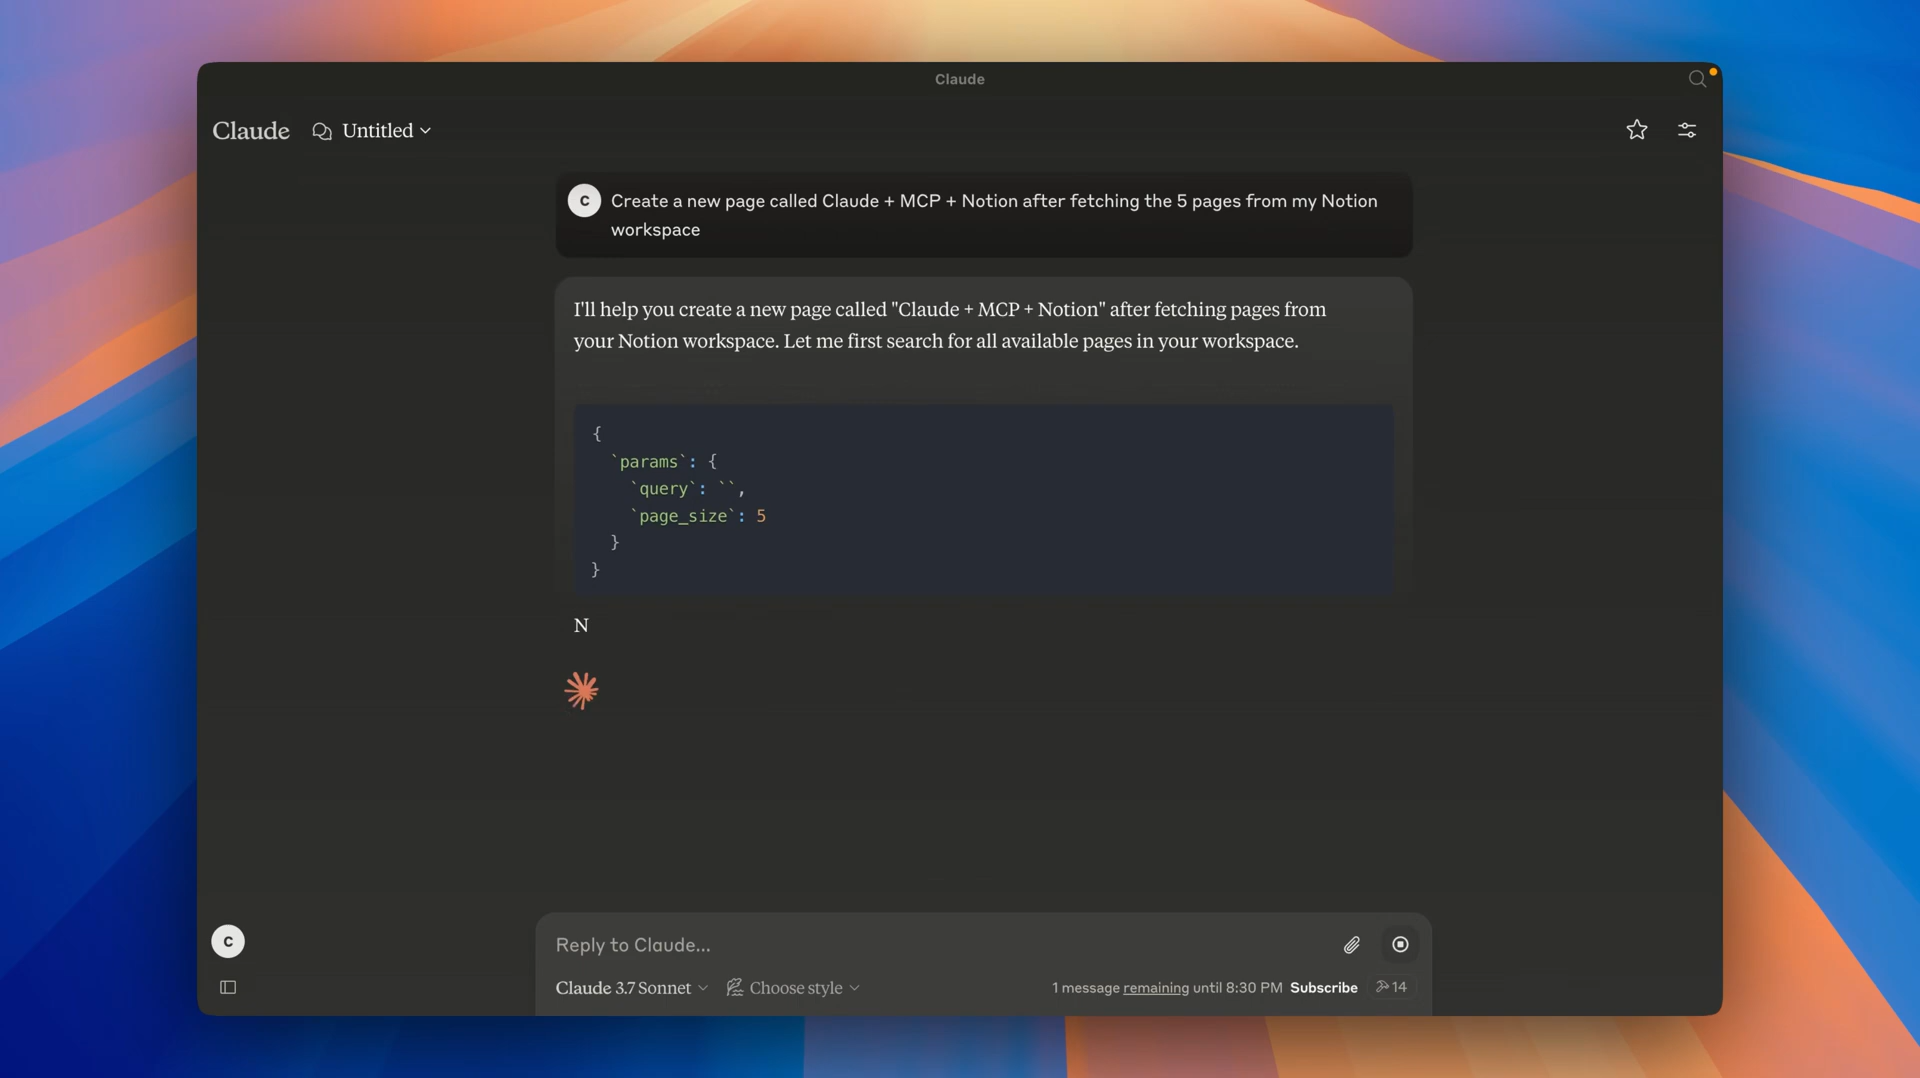 Claude
Claude
Untitled
C
Create a new page called Claude + MCP + Notion after fetching the 5 pages from my Notion
workspace
I'll help you create a new page called "Claude + MCP + Notion" after fetching pages from
your Notion workspace. Let me first search for all available pages in your workspace.
{
`params`: {
`query`: ``,
`page_size`: 5
}
}
N
C
Reply to Claude...
Claude 3.7 Sonnet
Choose style
1 message remaining until 8:30 PM Subscribe
14